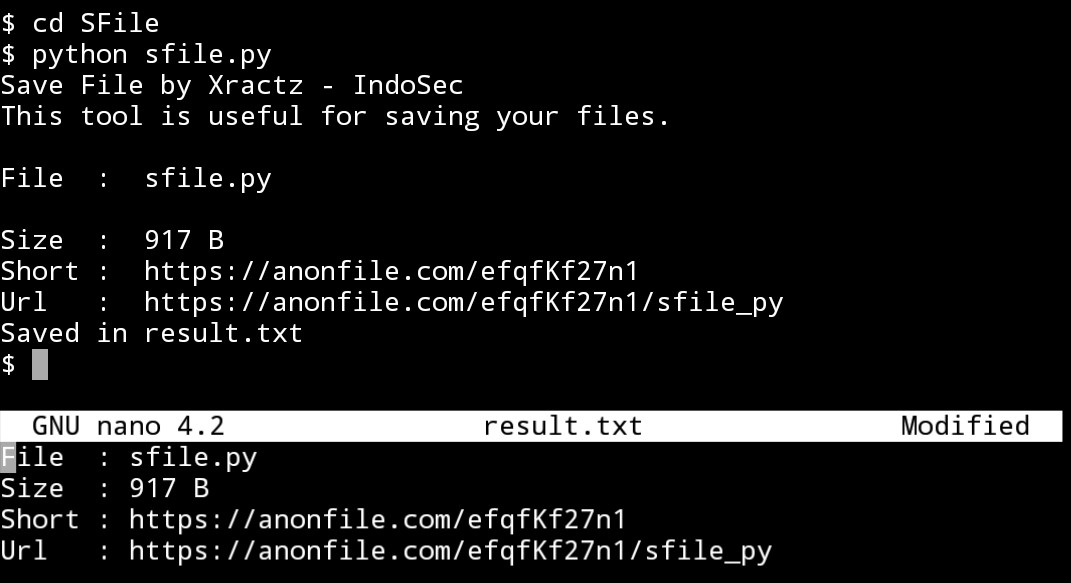 $ cd SFile
$ python sfile.py
Save File by Xractz - IndoSec
This tool is useful for saving your files.
File  :  sfile.py
Size  :  917 B
Short :  https://anonfile.com/efqfKf27n1
Url   :  https://anonfile.com/efqfKf27n1/sfile_py
Saved in result.txt
$
GNU nano 4.2 result.txt Modified
File  : sfile.py
Size  : 917 B
Short : https://anonfile.com/efqfKf27n1
Url   : https://anonfile.com/efqfKf27n1/sfile_py